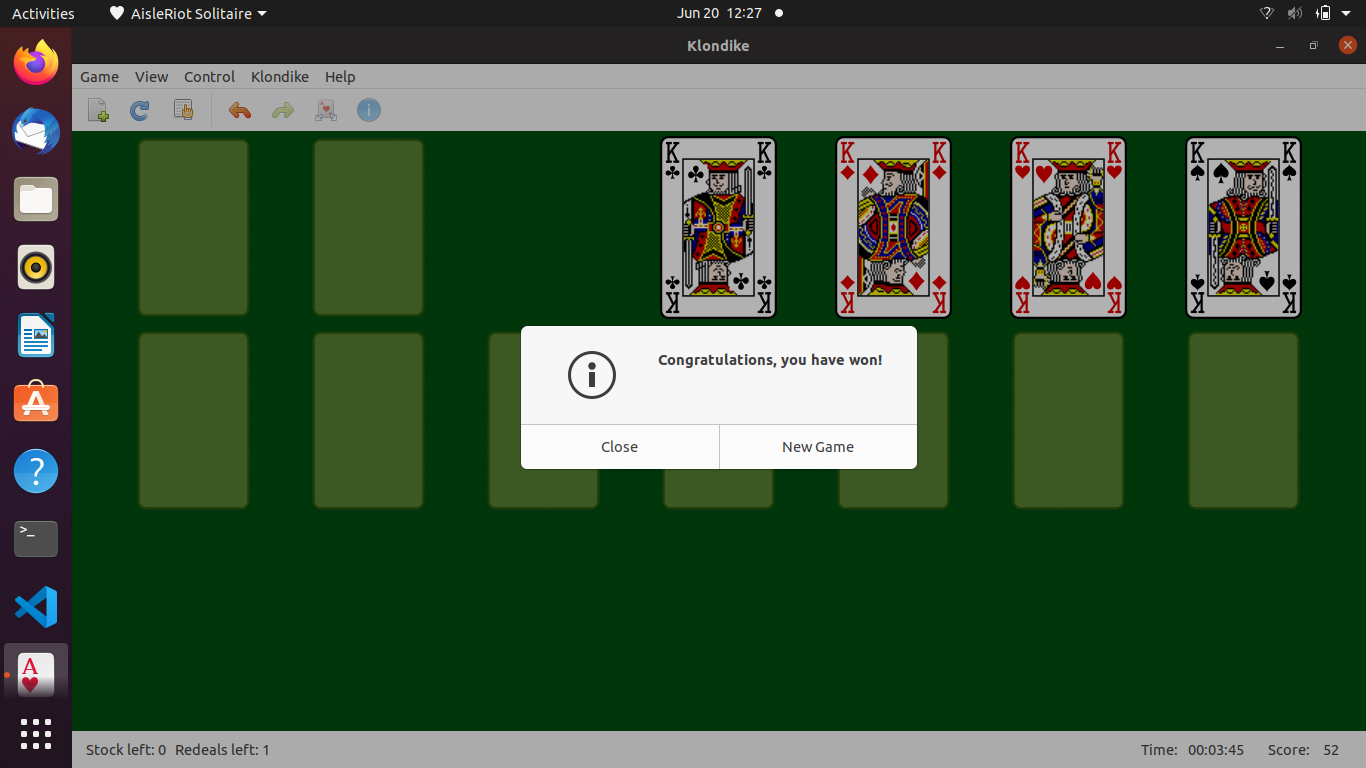 Activities AisleRiot Solitaire Jun 20 12:27
Klondike
Game View Control Klondike Help
K K K K K K K K
Congratulations, you have won!
Close New Game
K K K K K K K K
A
>_
Stock left: 0 Redeals left: 1 Time: 00:03:45 Score: 52